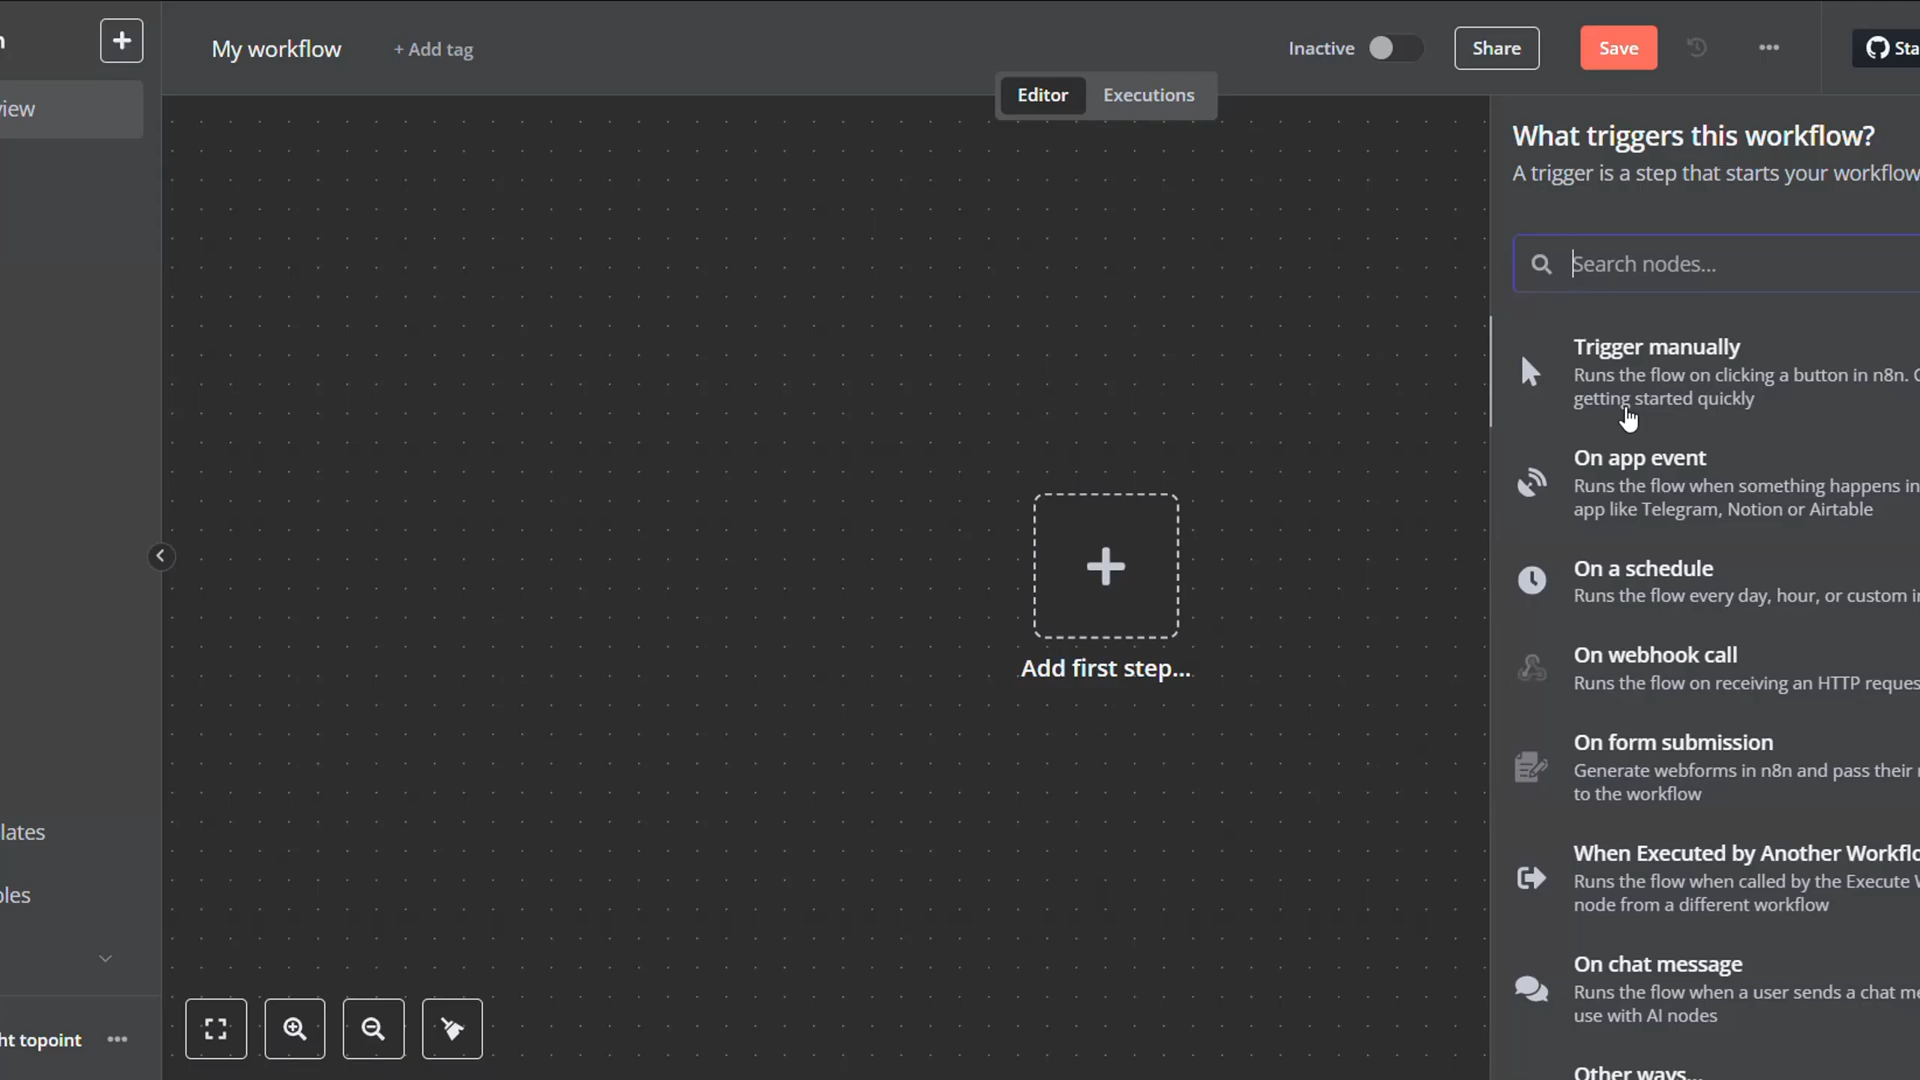 n
My workflow
+ Add tag
Inactive
Share
Save
Sta
Editor
Executions
view
What triggers this workflow?
A trigger is a step that starts your workflow
Search nodes...
Trigger manually
Runs the flow on clicking a button in n8n.
getting started quickly
On app event
Runs the flow when something happens in
app like Telegram, Notion or Airtable
On a schedule
Runs the flow every day, hour, or custom in
On webhook call
Runs the flow on receiving an HTTP reques
On form submission
Generate webforms in n8n and pass their
to the workflow
When Executed by Another Workflo
Runs the flow when called by the Execute
node from a different workflow
On chat message
Runs the flow when a user sends a chat me
use with AI nodes
Other ways...
Add first step...
lates
bles
ht topoint